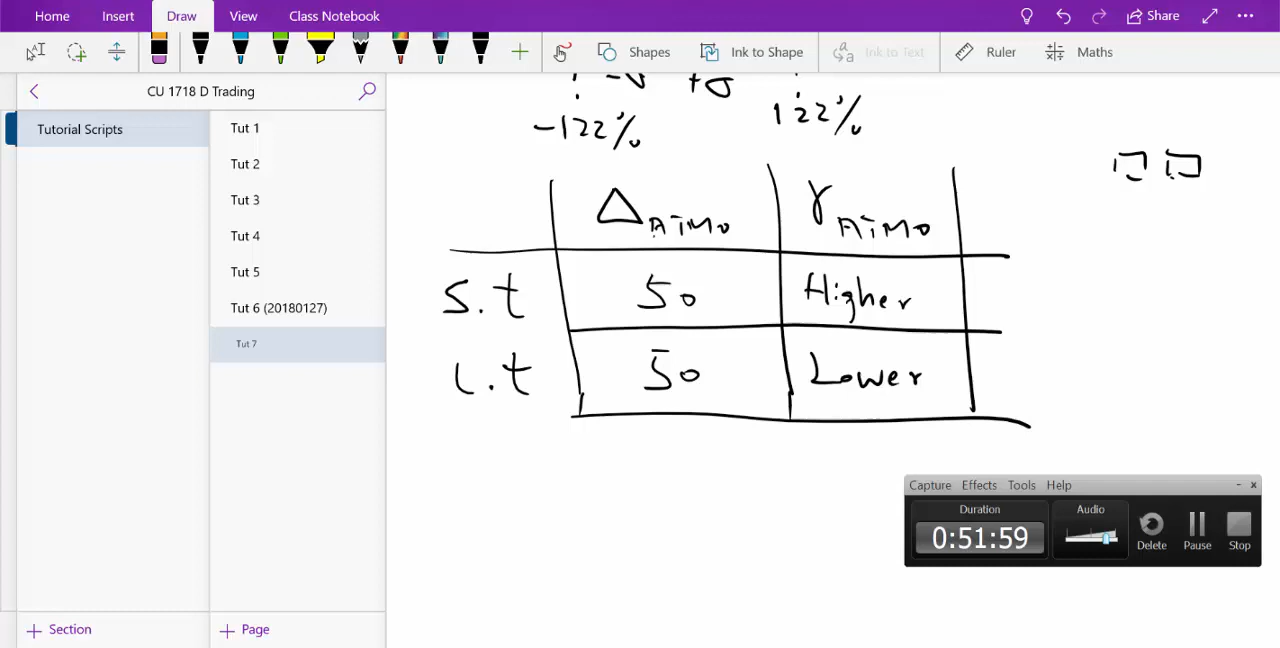 Home Insert Draw View Class Notebook Share
Shapes Ink to Shape Ink to Text Ruler Maths
CU 1718 D Trading
Tutorial Scripts
Tut 1
Tut 2
Tut 3
Tut 4
Tut 5
Tut 6 (20180127)
Tut 7
+ Section + Page
-σ +σ
-122% 122%
Δ ATMO γ ATMO
S.t 50 Higher
L.t 50 Lower
Capture Effects Tools Help
Duration Audio
0:51:59
Delete Pause Stop